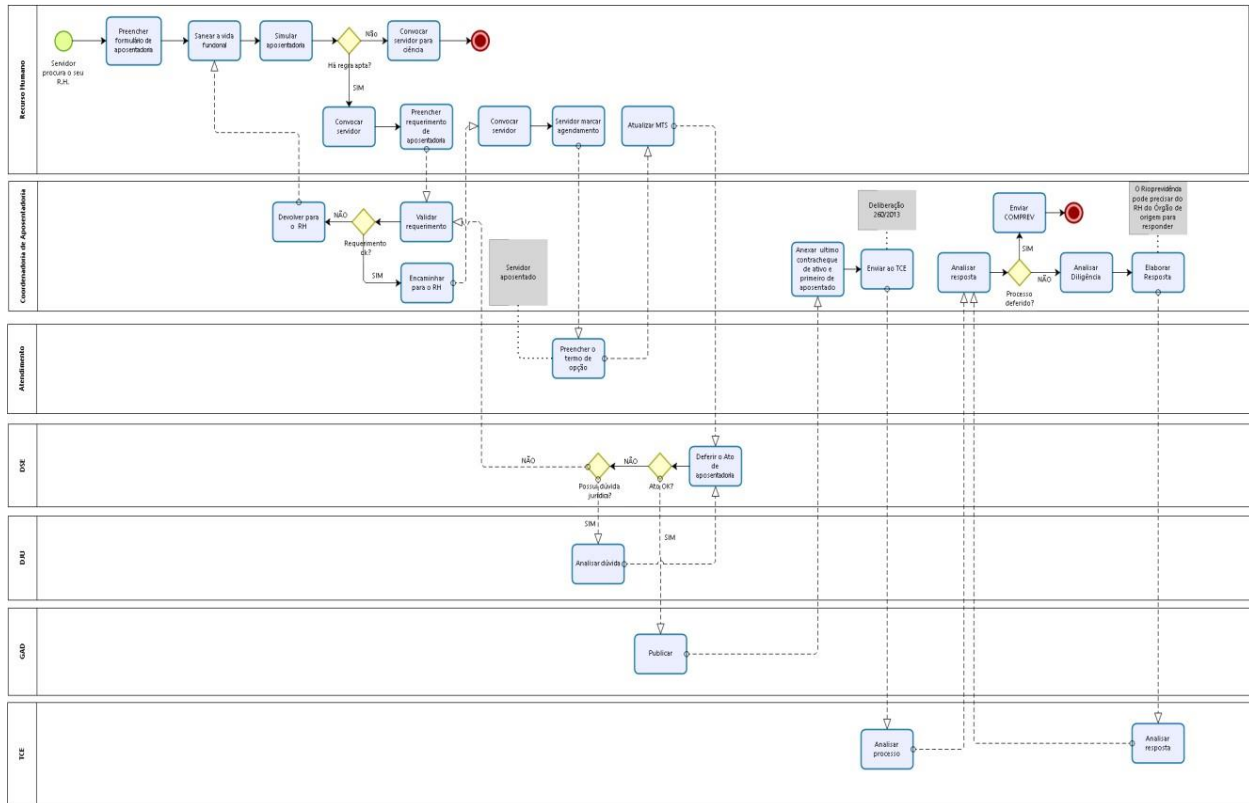 Recurso Humano
Servidor
procura o seu
R.H.
Preencher
formulário de
aposentadoria
Sanear a vida
funcional
Simular
aposentadoria
Há regra apta?
NÃO
Convocar
servidor para
ciência
SIM
Convocar
servidor
Preencher
requerimento
de
aposentadoria
Convocar
servidor
Servidor marcar
agendamento
Atualizar MTS
Coordenadoria de Aposentadoria
Devolver para
o RH
NÃO
Requerimento
ok?
Validar
requerimento
SIM
Encaminhar
para o RH
Servidor
aposentado
Anexar ultimo
contracheque
de ativo e
primeiro de
aposentado
Deliberação
260/2013
Enviar ao TCE
Analisar
resposta
Enviar
COMPREV
SIM
Processo
deferido?
NÃO
Analisar
Diligência
O Rioprevidência
pode precisar do
RH do Órgão de
origem para
responder
Elaborar
Resposta
Atendimento
Preencher o
termo de
opção
DSE
NÃO
Possui dúvida
jurídica?
NÃO
Ato OK?
Deferir o Ato
de
aposentadoria
SIM
SIM
DJU
Analisar dúvida
GAD
Publicar
TCE
Analisar
processo
Analisar
resposta